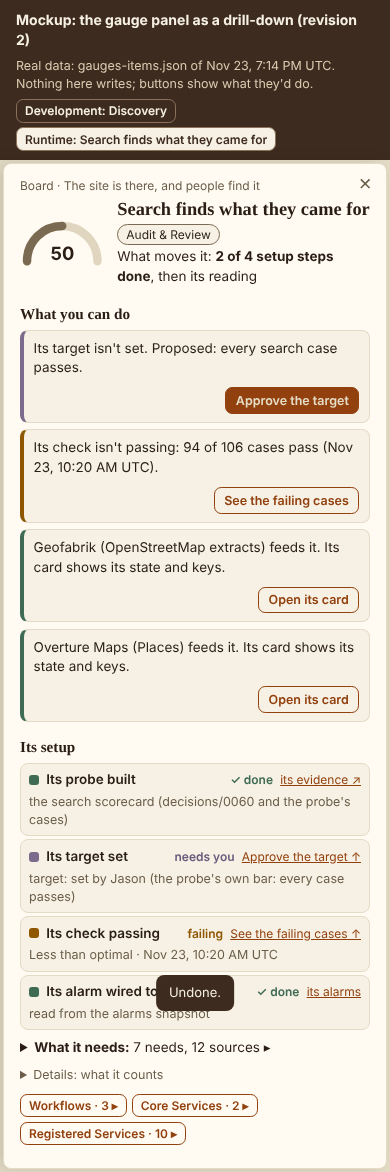 Mockup: the gauge panel as a drill-down (revision
2)
Real data: gauges-items.json of Nov 23, 7:14 PM UTC.
Nothing here writes; buttons show what they'd do.
Development: Discovery
Runtime: Search finds what they came for
Board · The site is there, and people find it ✕
Search finds what they came for
Audit & Review
50
What moves it: 2 of 4 setup steps
done, then its reading
What you can do
Its target isn't set. Proposed: every search case
passes.
Approve the target
Its check isn't passing: 94 of 106 cases pass (Nov
23, 10:20 AM UTC).
See the failing cases
Geofabrik (OpenStreetMap extracts) feeds it. Its
card shows its state and keys.
Open its card
Overture Maps (Places) feeds it. Its card shows its
state and keys.
Open its card
Its setup
Its probe built ✓ done its evidence ↗
the search scorecard (decisions/0060 and the probe's
cases)
Its target set needs you Approve the target ↑
target: set by Jason (the probe's own bar: every case
passes)
Its check passing failing See the failing cases ↑
Less than optimal · Nov 23, 10:20 AM UTC
Its alarm wired to ✓ done its alarms
Undone.
read from the alarms snapshot
▶ What it needs: 7 needs, 12 sources ▸
▶ Details: what it counts
Workflows · 3 ▸ Core Services · 2 ▸
Registered Services · 10 ▸